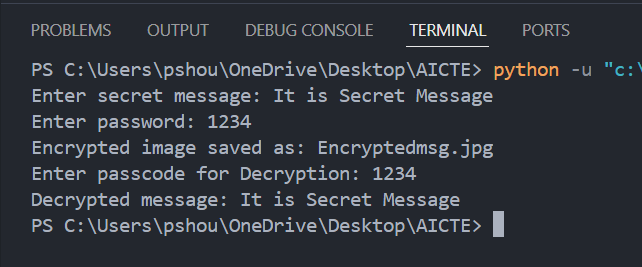 PROBLEMS OUTPUT DEBUG CONSOLE TERMINAL PORTS
PS C:\Users\pshou\OneDrive\Desktop\AICTE> python -u "c:\
Enter secret message: It is Secret Message
Enter password: 1234
Encrypted image saved as: Encryptedmsg.jpg
Enter passcode for Decryption: 1234
Decrypted message: It is Secret Message
PS C:\Users\pshou\OneDrive\Desktop\AICTE>